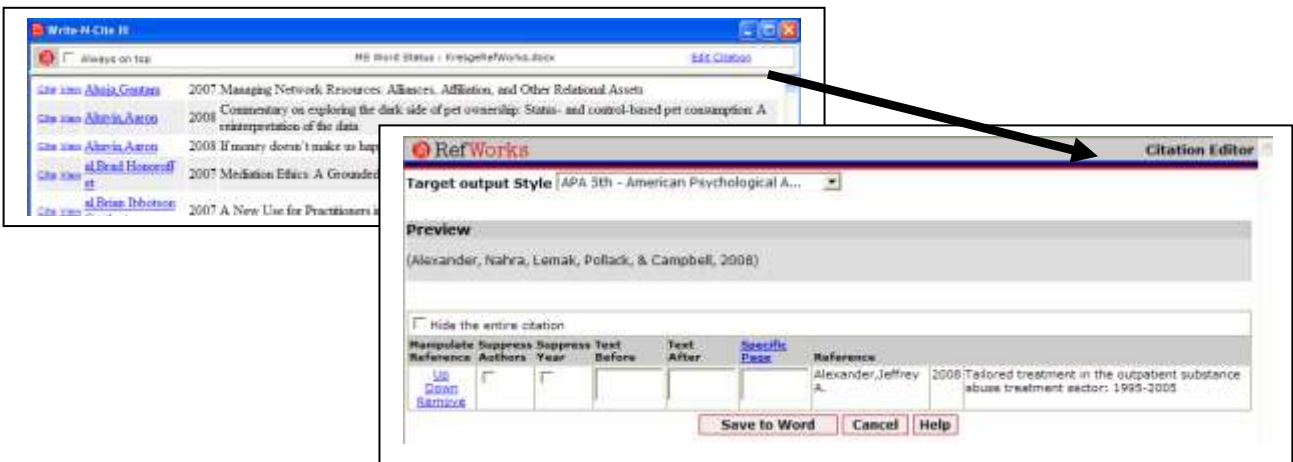 Write-N-Cite III
Always on top MS Word Status - KresgeRefWorks.docx Edit Citation
Cite View Ahuja,Gautam 2007 Managing Network Resources: Alliances, Affiliation, and Other Relational Assets
Cite View Ahuvia,Aaron 2008 Commentary on exploring the dark side of pet ownership: Status- and control-based pet consumption: A
reinterpretation of the data
Cite View Ahuvia,Aaron 2008 If money doesn't make us hap
Cite View al,Brad Honoroff 2007 Mediation Ethics: A Grounded
et
Cite View al,Brian Ibbotson 2007 A New Use for Practitioners i
RefWorks Citation Editor
Target output Style APA 5th - American Psychological A...
Preview
(Alexander, Nahra, Lemak, Pollack, & Campbell, 2008)
Hide the entire citation
Manipulate Suppress Suppress Text Text Specific
Reference Authors Year Before After Page Reference
Up Alexander,Jeffrey 2008 Tailored treatment in the outpatient substance
Down A. abuse treatment sector: 1995-2005
Remove
Save to Word Cancel Help